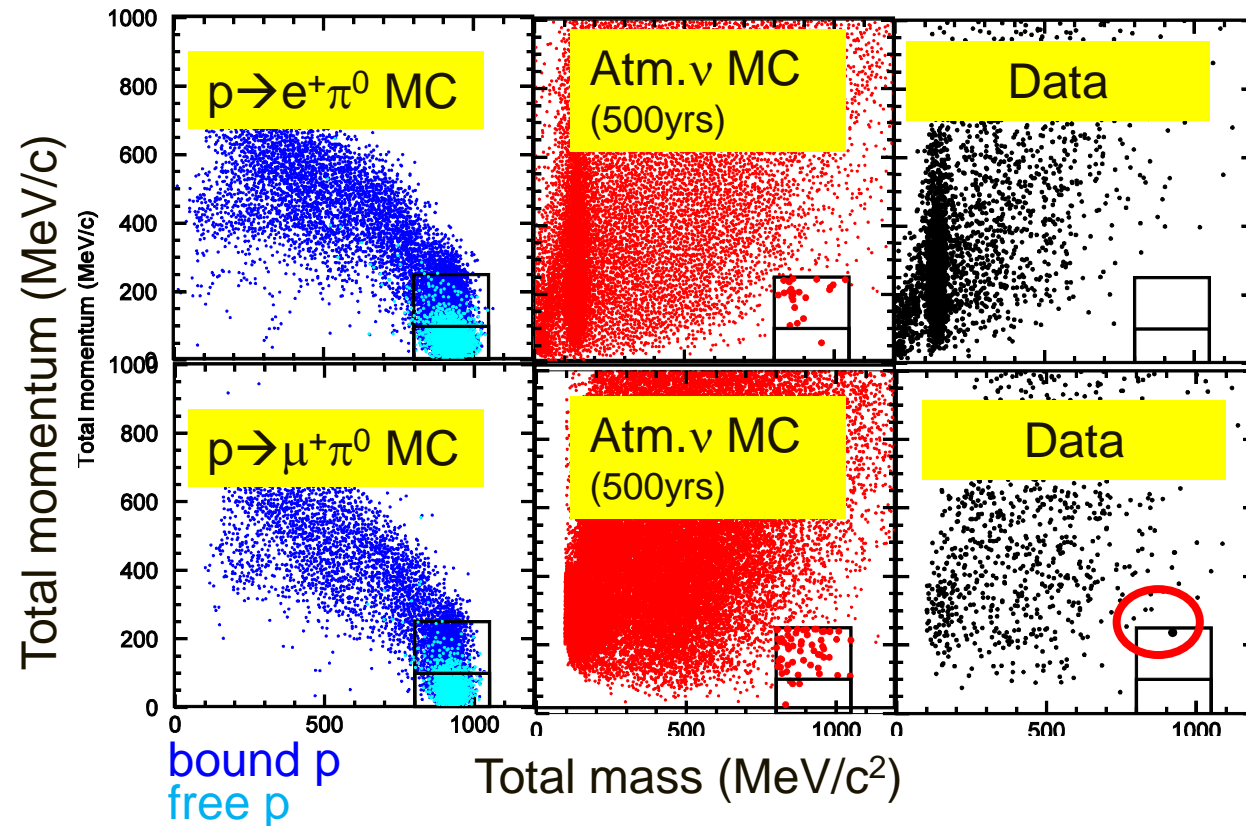 1000
800
600
400
200
0
Total momentum (MeV/c)
Total momentum (MeV/c)
p→e⁺π⁰ MC
Atm.ν MC
(500yrs)
Data
1000
800
600
400
200
0
p→μ⁺π⁰ MC
Atm.ν MC
(500yrs)
Data
0 500 1000 500 1000 500 1000
bound p
free p
Total mass (MeV/c²)